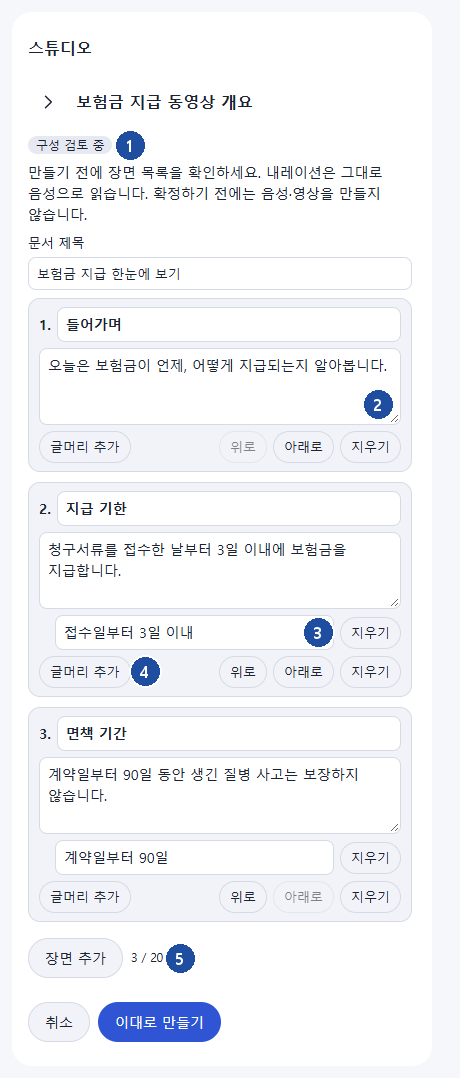 스튜디오
보험금 지급 동영상 개요
구성 검토 중 1
만들기 전에 장면 목록을 확인하세요. 내레이션은 그대로
음성으로 읽습니다. 확정하기 전에는 음성·영상을 만들지
않습니다.
문서 제목
보험금 지급 한눈에 보기
1. 들어가며
오늘은 보험금이 언제, 어떻게 지급되는지 알아봅니다.
2
글머리 추가 위로 아래로 지우기
2. 지급 기한
청구서류를 접수한 날부터 3일 이내에 보험금을
지급합니다.
접수일부터 3일 이내 3 지우기
글머리 추가 4 위로 아래로 지우기
3. 면책 기간
계약일부터 90일 동안 생긴 질병 사고는 보장하지
않습니다.
계약일부터 90일 지우기
글머리 추가 위로 아래로 지우기
장면 추가 3 / 20 5
취소 이대로 만들기